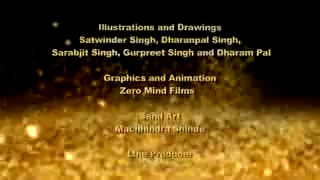 Illustrations and Drawings
Satwinder Singh, Dharanpal Singh,
Sarabjit Singh, Gurpreet Singh and Dharam Pal
Graphics and Animation
Zero Mind Films
Sand Art
Machhindra Shinde
Line Producer